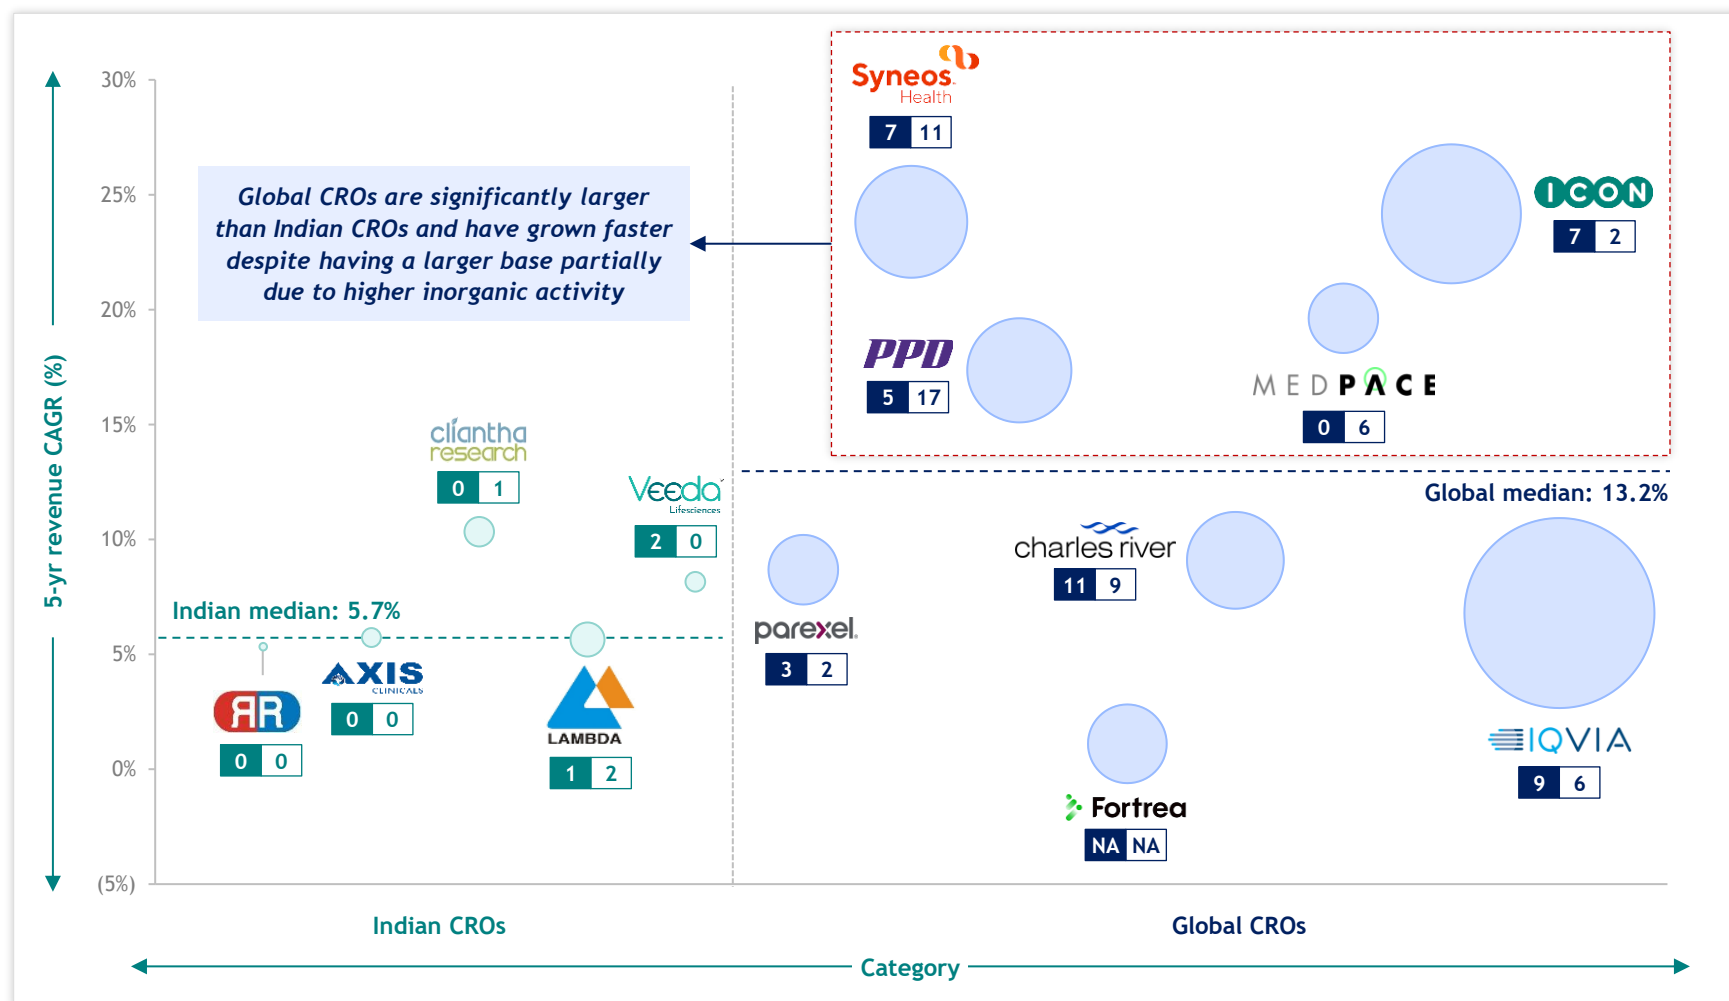 30%
25%
20%
15%
10%
5%
0%
(5%)
5-yr revenue CAGR (%)
Global CROs are significantly larger
than Indian CROs and have grown faster
despite having a larger base partially
due to higher inorganic activity
Syneos
Health
7 11
ICON
7 2
PPD
5 17
MEDPACE
0 6
cliantha
research
0 1
Veeda
Lifesciences
2 0
Global median: 13.2%
Indian median: 5.7%
charles river
11 9
parexel
3 2
RR
0 0
AXIS
CLINICALS
0 0
LAMBDA
1 2
IQVIA
9 6
Fortrea
NA NA
Indian CROs
Global CROs
Category